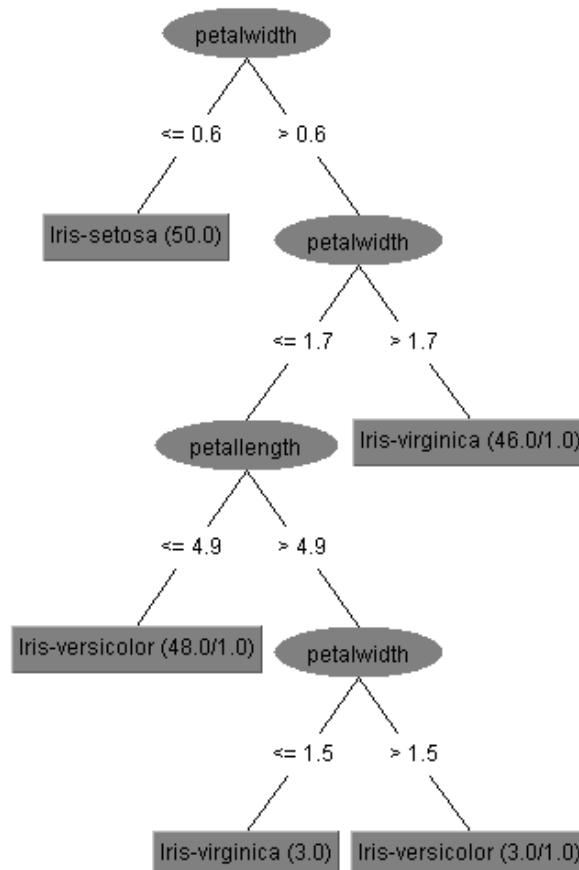 petalwidth
<= 0.6
> 0.6
Iris-setosa (50.0)
petalwidth
<= 1.7
> 1.7
petallength
Iris-virginica (46.0/1.0)
<= 4.9
> 4.9
Iris-versicolor (48.0/1.0)
petalwidth
<= 1.5
> 1.5
Iris-virginica (3.0)
Iris-versicolor (3.0/1.0)